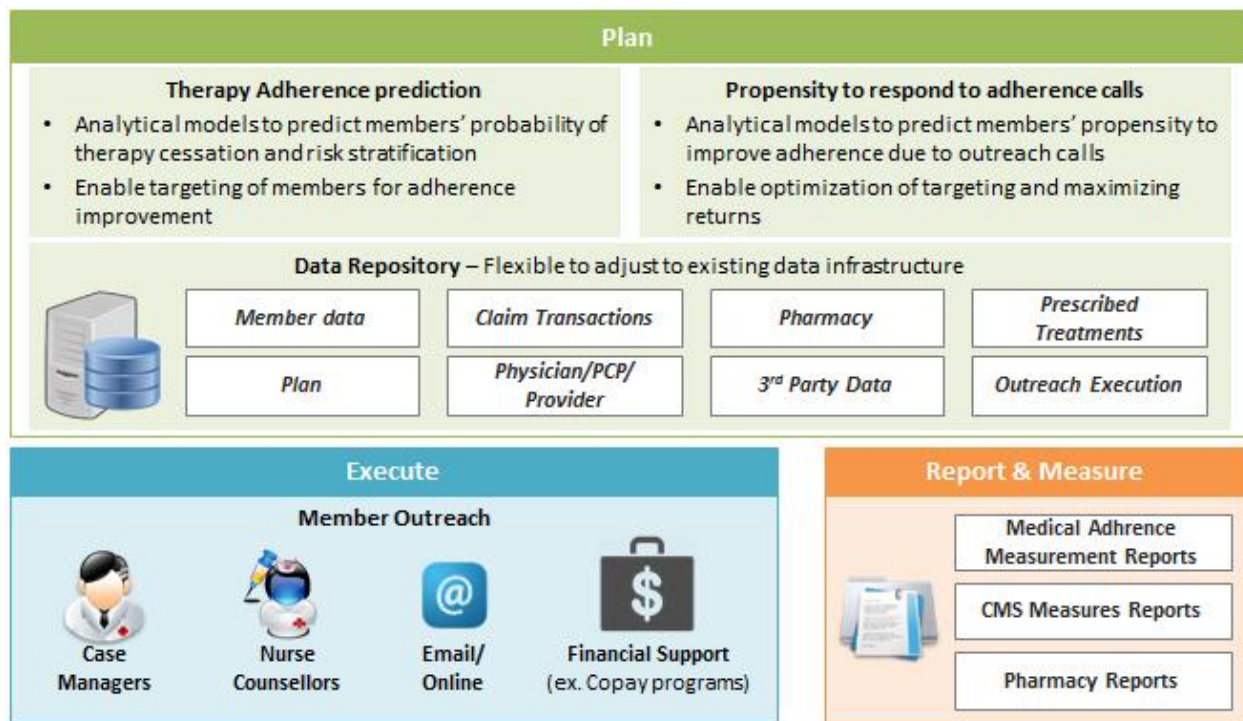 Plan
Therapy Adherence prediction
• Analytical models to predict members’ probability of
therapy cessation and risk stratification
• Enable targeting of members for adherence
improvement
Propensity to respond to adherence calls
• Analytical models to predict members’ propensity to
improve adherence due to outreach calls
• Enable optimization of targeting and maximizing
returns
Data Repository – Flexible to adjust to existing data infrastructure
Member data
Claim Transactions
Pharmacy
Prescribed
Treatments
Plan
Physician/PCP/
Provider
3rd Party Data
Outreach Execution
Execute
Member Outreach
@
$
Case
Managers
Nurse
Counsellors
Email/
Online
Financial Support
(ex. Copay programs)
Report & Measure
Medical Adhrence
Measurement Reports
CMS Measures Reports
Pharmacy Reports